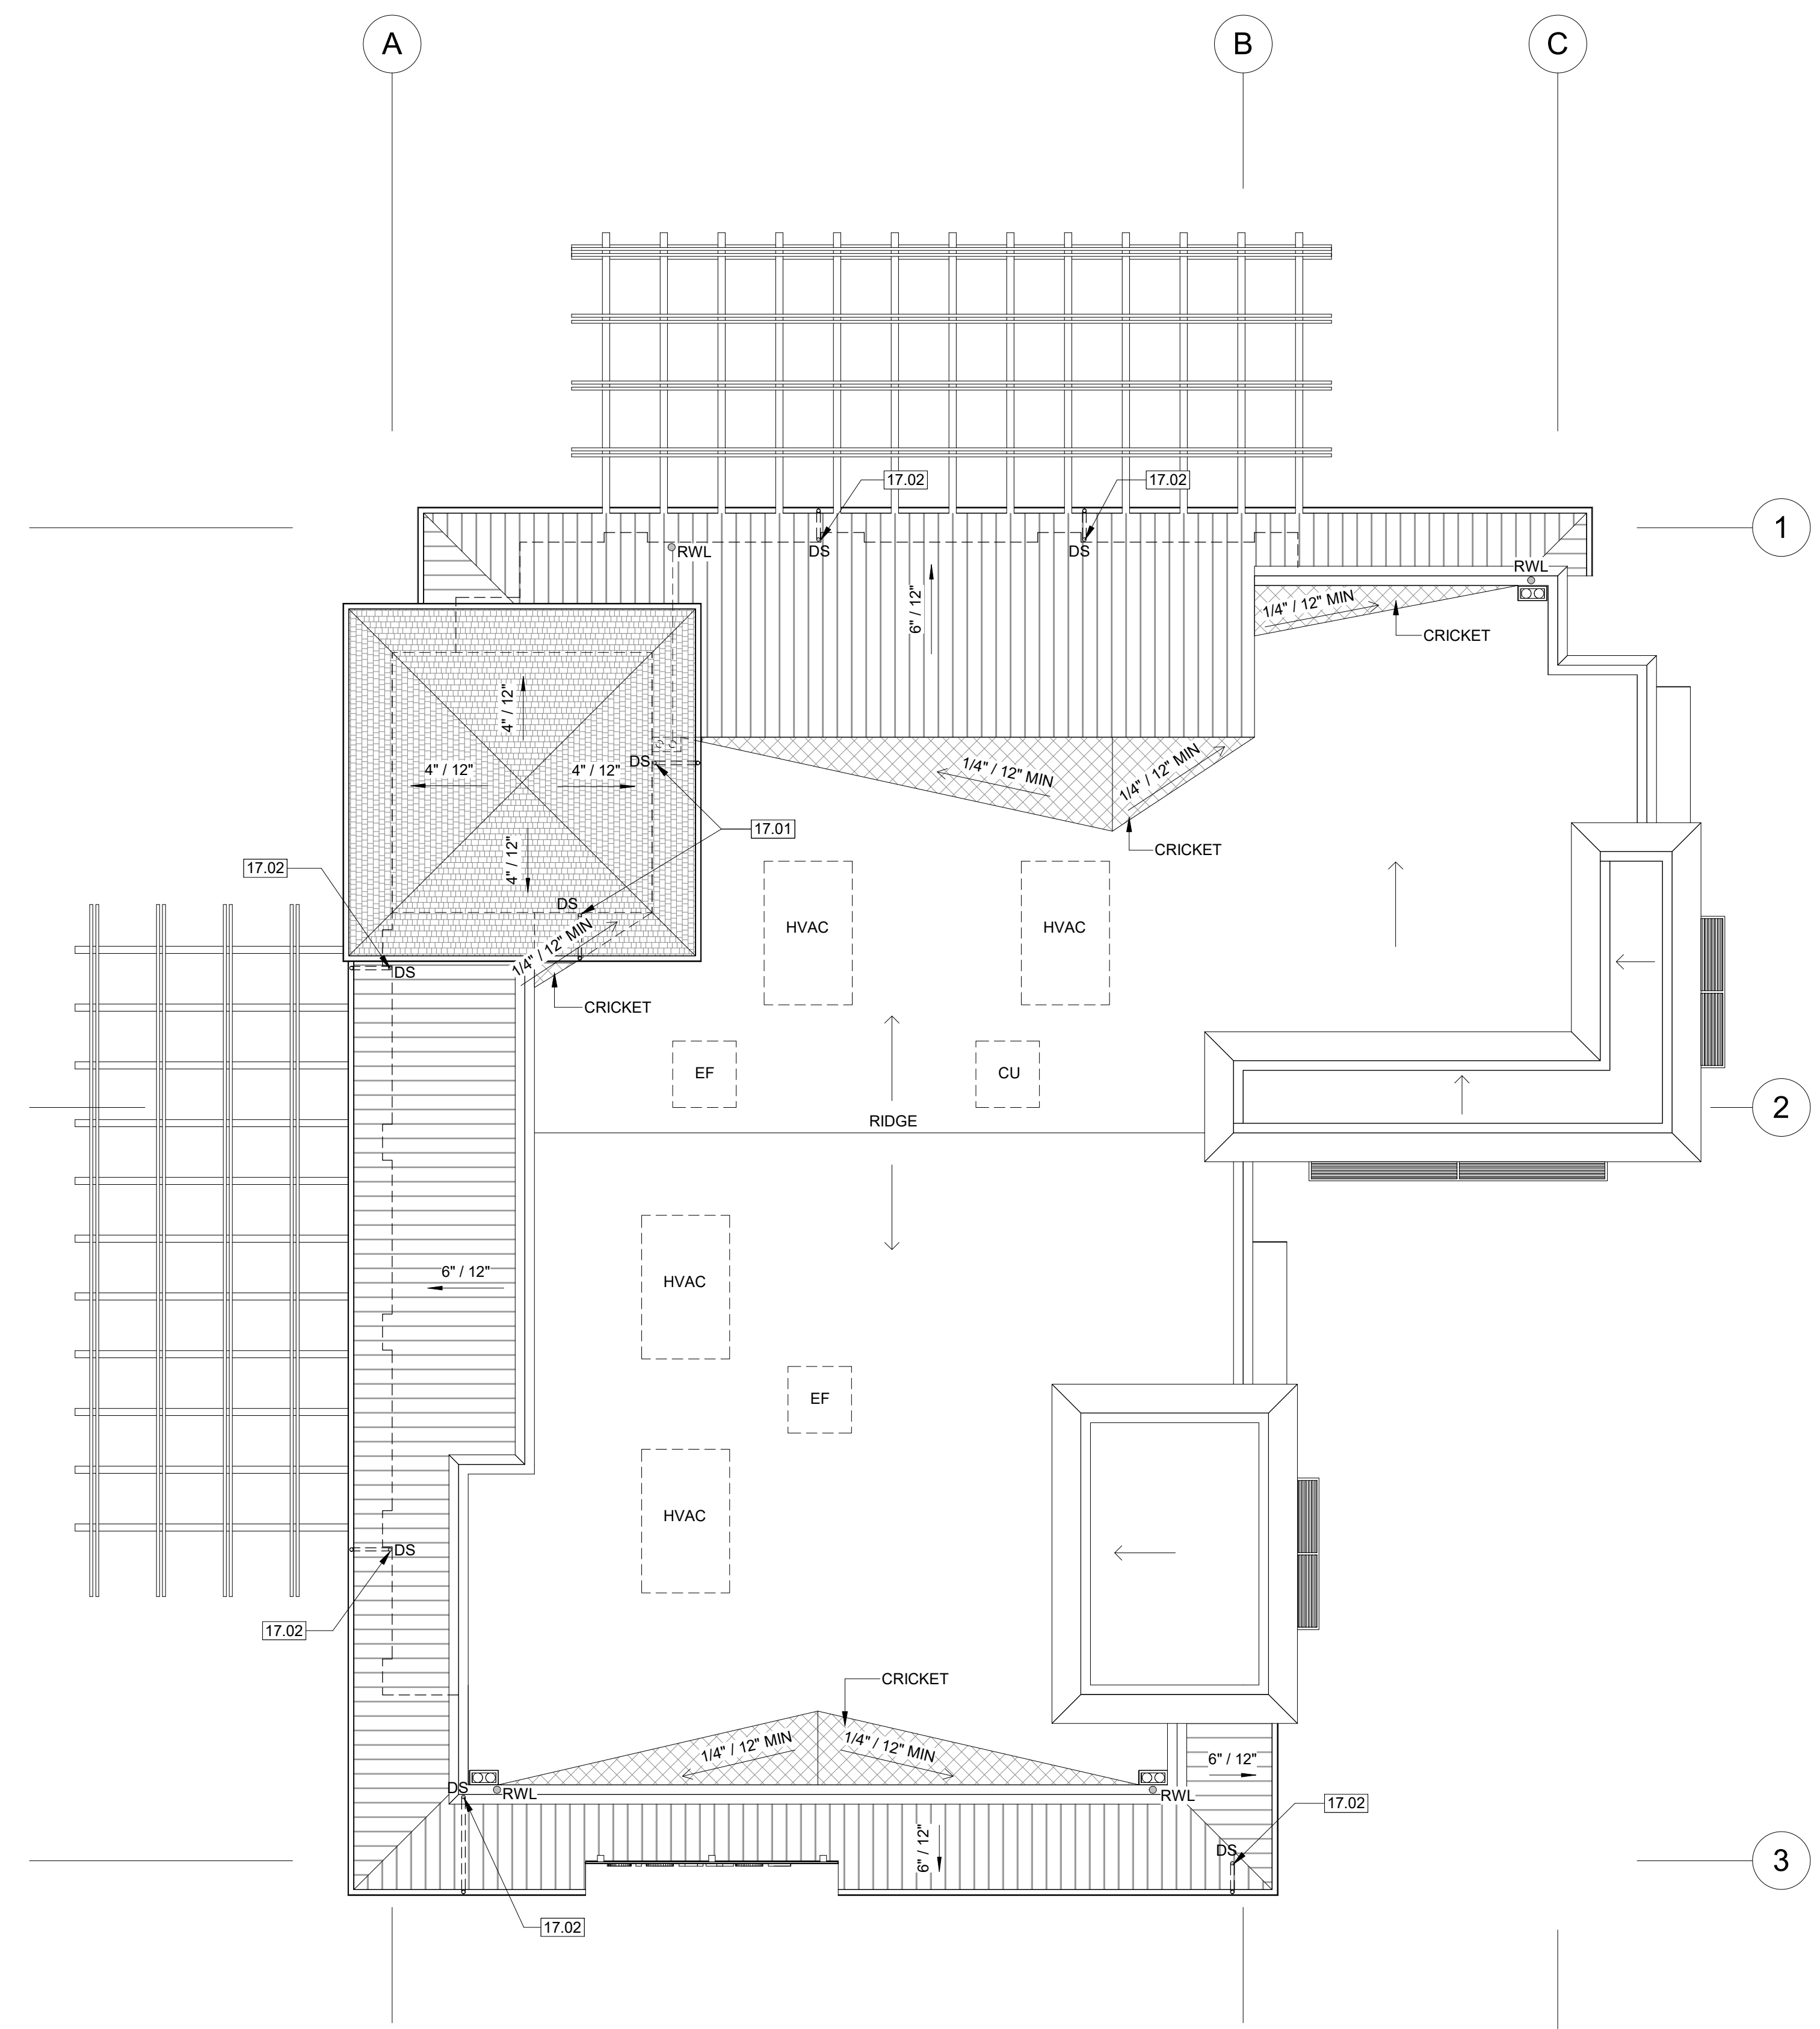 A
B
C
17.02
17.02
1
RWL
DS
DS
RWL
6" / 12"
1/4" / 12" MIN
CRICKET
4" / 12"
4" / 12"
4" / 12"
4" / 12"
DS
1/4" / 12" MIN
1/4" / 12" MIN
17.01
CRICKET
17.02
DS
1/4" / 12" MIN
HVAC
HVAC
DS
CRICKET
EF
CU
2
RIDGE
6" / 12"
HVAC
EF
HVAC
DS
17.02
CRICKET
1/4" / 12" MIN
1/4" / 12" MIN
6" / 12"
DS
RWL
RWL
17.02
6" / 12"
DS
3
17.02